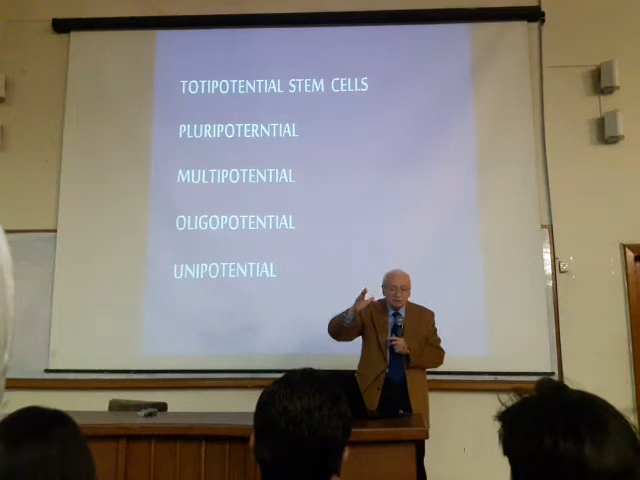 TOTIPOTENTIAL STEM CELLS
PLURIPOTERNTIAL
MULTIPOTENTIAL
OLIGOPOTENTIAL
UNIPOTENTIAL